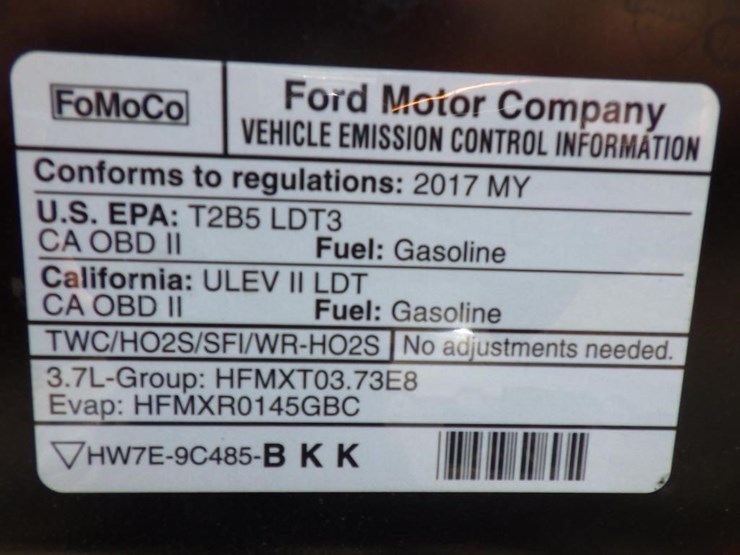 FoMoCo
Ford Motor Company
VEHICLE EMISSION CONTROL INFORMATION
Conforms to regulations: 2017 MY
U.S. EPA: T2B5 LDT3
CA OBD II Fuel: Gasoline
California: ULEV II LDT
CA OBD II Fuel: Gasoline
TWC/HO2S/SFI/WR-HO2S No adjustments needed.
3.7L-Group: HFMXT03.73E8
Evap: HFMXR0145GBC
▽HW7E-9C485-B K K